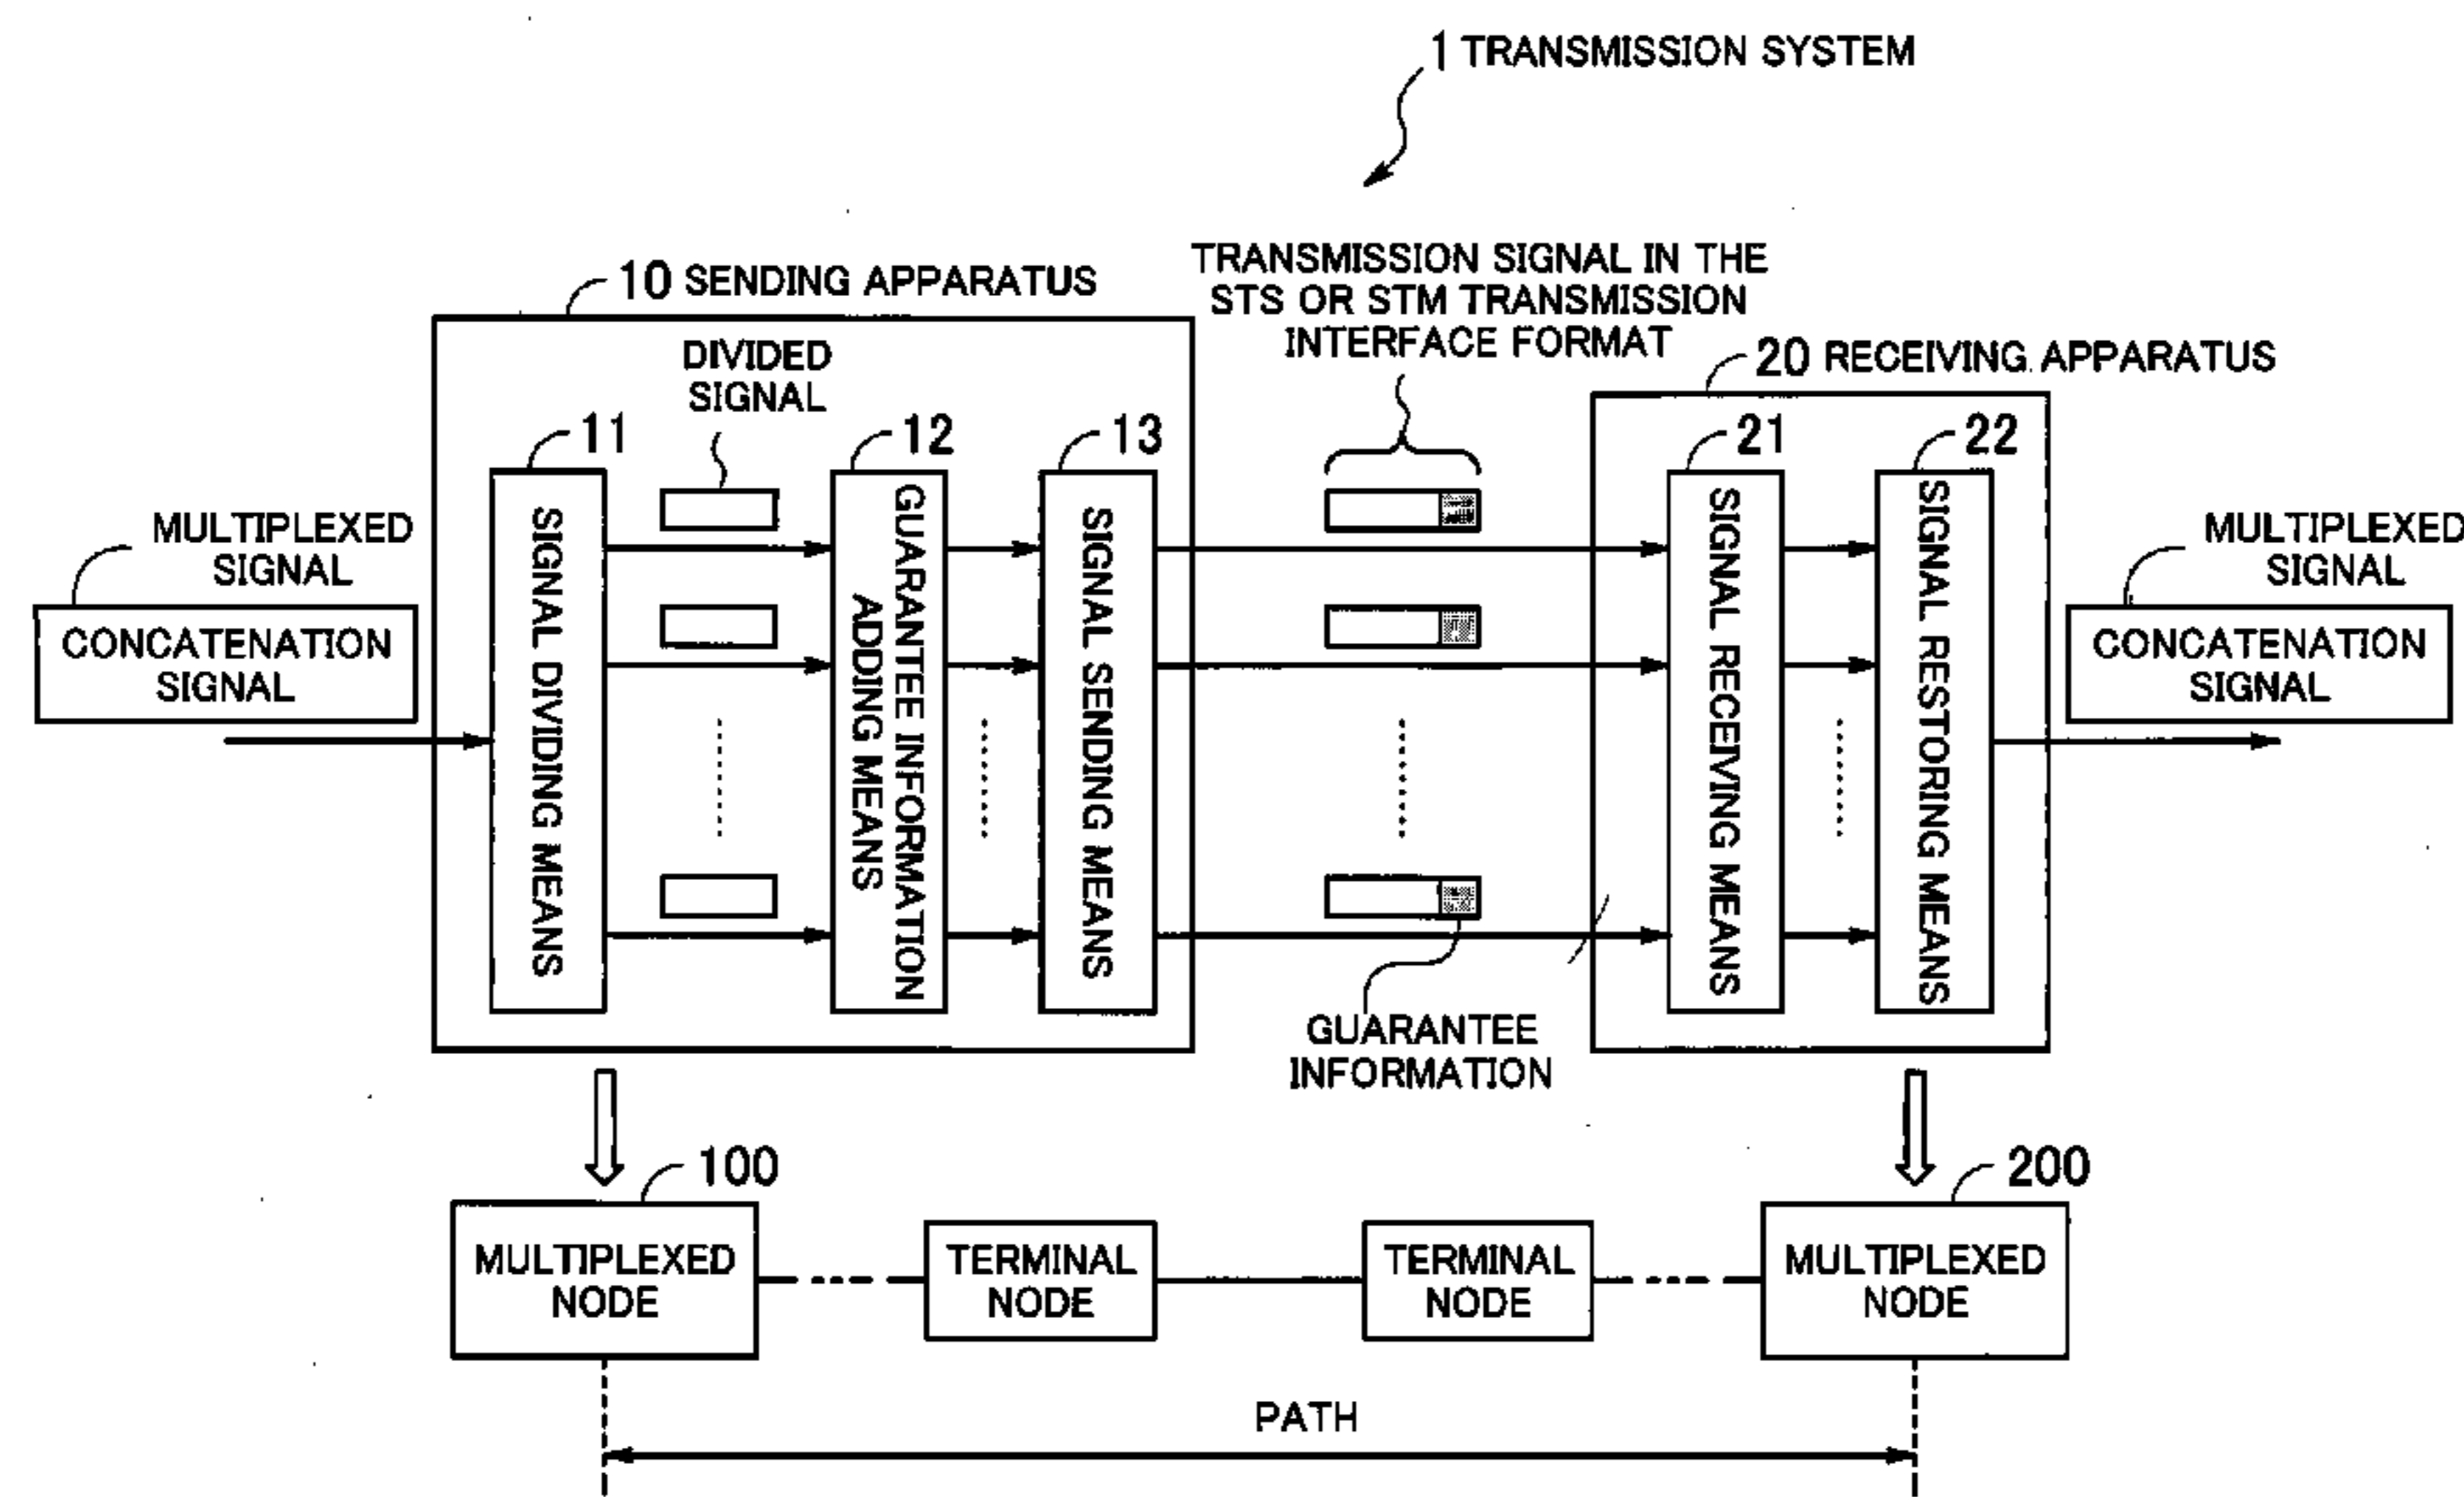 1 TRANSMISSION SYSTEM
10 SENDING APPARATUS
TRANSMISSION SIGNAL IN THE
STS OR STM TRANSMISSION
INTERFACE FORMAT
20 RECEIVING APPARATUS
DIVIDED
SIGNAL
11
12
13
21
22
MULTIPLEXED
SIGNAL
CONCATENATION
SIGNAL
SIGNAL DIVIDING MEANS
GUARANTEE INFORMATION
ADDING MEANS
SIGNAL SENDING MEANS
SIGNAL RECEIVING MEANS
SIGNAL RESTORING MEANS
MULTIPLEXED
SIGNAL
CONCATENATION
SIGNAL
GUARANTEE
INFORMATION
100
200
MULTIPLEXED
NODE
TERMINAL
NODE
TERMINAL
NODE
MULTIPLEXED
NODE
PATH